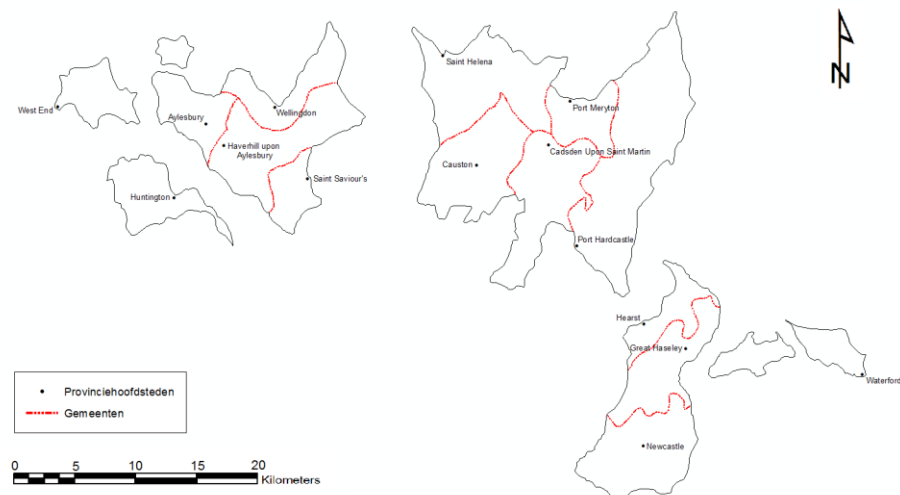 N
Saint Helena
West End
Aylesbury
Wellingdon
Port Meryton
Haverhill upon
Aylesbury
Cadsden Upon Saint Martin
Causton
Saint Saviour's
Huntington
Port Hardcastle
Hearst
Great Haseley
Waterford
Newcastle
Provinciehoofdsteden
Gemeenten
0 5 10 15 20
Kilometers